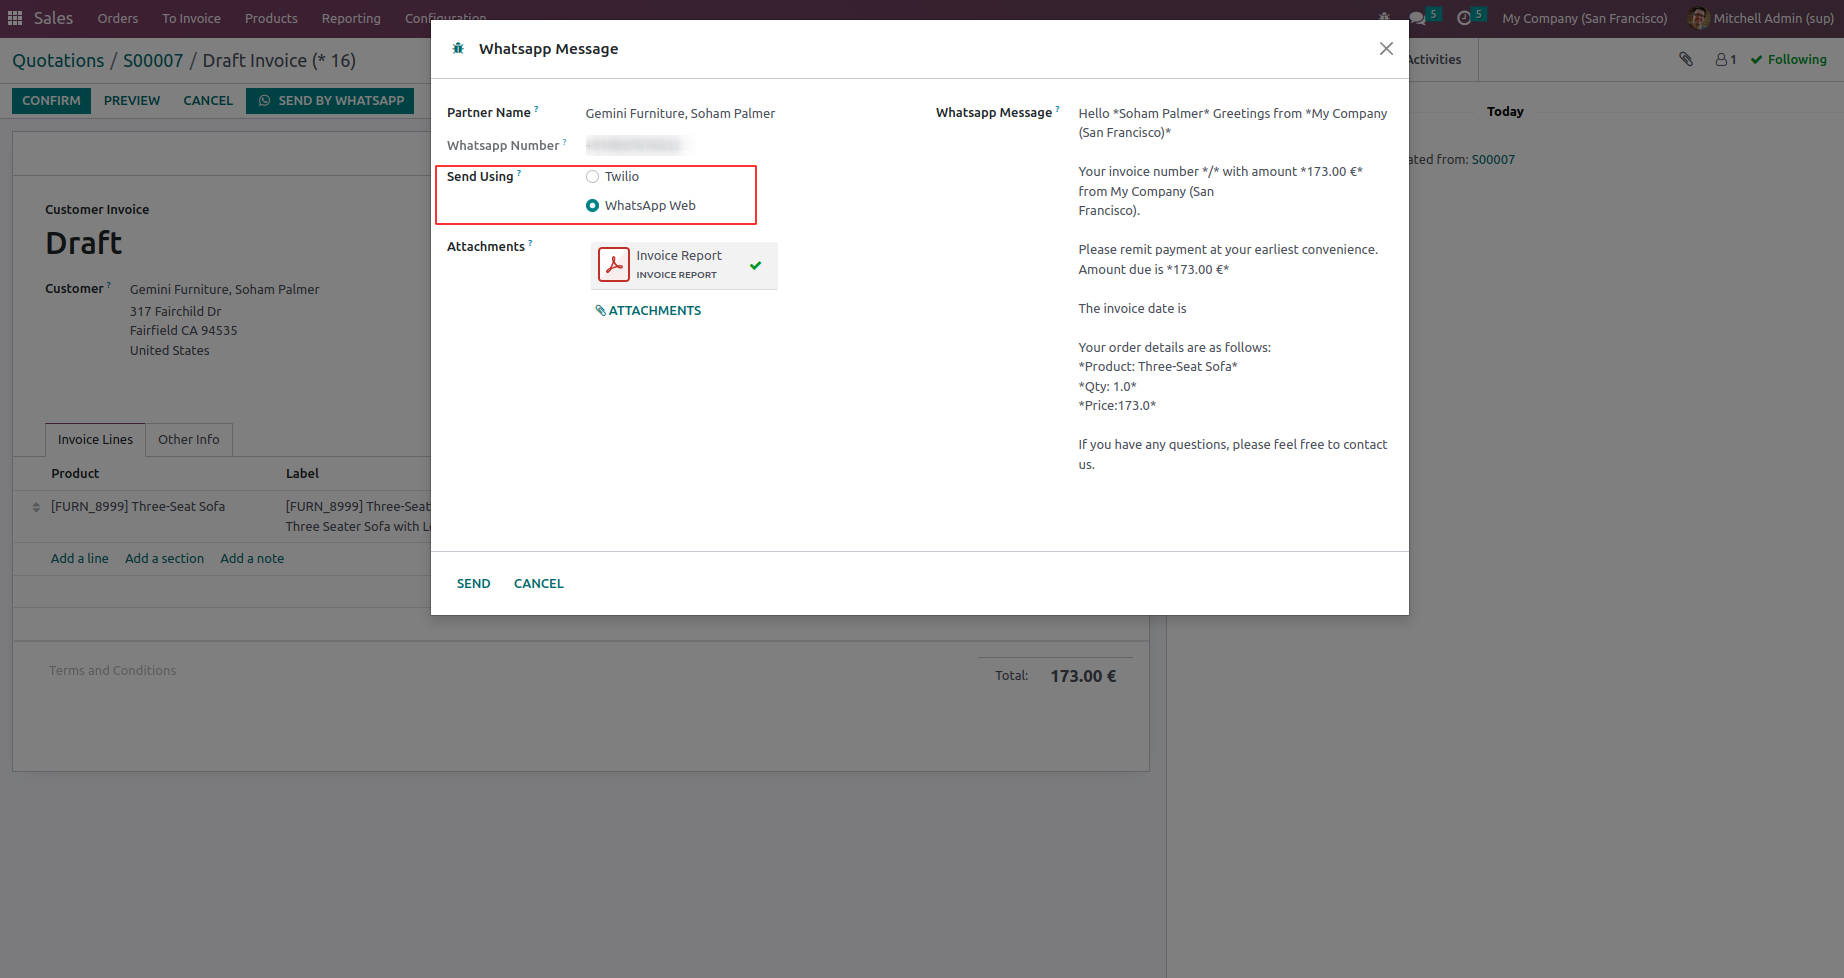 Sales Orders To Invoice Products Reporting Configuration 5 5 My Company (San Francisco) Mitchell Admin (sup)
Quotations / S00007 / Draft Invoice (* 16)
CONFIRM PREVIEW CANCEL SEND BY WHATSAPP
Activities 1 Following
Today
ated from: S00007
Customer Invoice
Draft
Customer ? Gemini Furniture, Soham Palmer
317 Fairchild Dr
Fairfield CA 94535
United States
Invoice Lines Other Info
Product Label
[FURN_8999] Three-Seat Sofa [FURN_8999] Three-Seat
Three Seater Sofa with L
Add a line Add a section Add a note
Terms and Conditions
Total: 173.00 €
Whatsapp Message
Partner Name ? Gemini Furniture, Soham Palmer
Whatsapp Number ?
Send Using ? Twilio
WhatsApp Web
Attachments ? Invoice Report
INVOICE REPORT
ATTACHMENTS
Whatsapp Message ? Hello *Soham Palmer* Greetings from *My Company
(San Francisco)*
Your invoice number */* with amount *173.00 €*
from My Company (San
Francisco).
Please remit payment at your earliest convenience.
Amount due is *173.00 €*
The invoice date is
Your order details are as follows:
*Product: Three-Seat Sofa*
*Qty: 1.0*
*Price:173.0*
If you have any questions, please feel free to contact
us.
SEND CANCEL